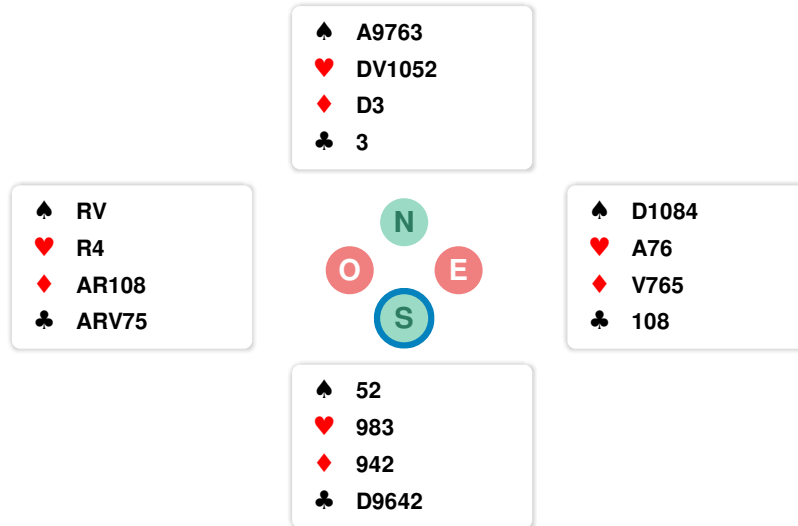 ♠ A9763
♥ DV1052
♦ D3
♣ 3
♠ RV
♥ R4
♦ AR108
♣ ARV75
N
O E
S
♠ D1084
♥ A76
♦ V765
♣ 108
♠ 52
♥ 983
♦ 942
♣ D9642